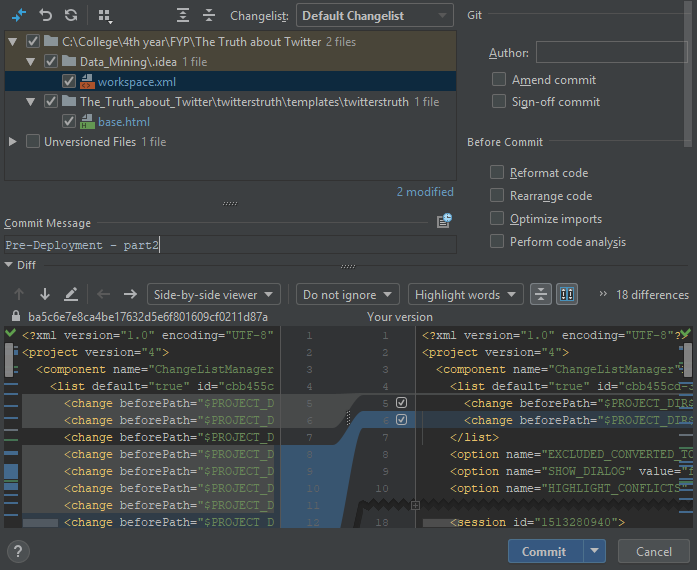 Changelist: Default Changelist
Git
C:\College\4th year\FYP\The Truth about Twitter 2 files
Data_Mining\.idea 1 file
workspace.xml
The_Truth_about_Twitter\twitterstruth\templates\twitterstruth 1 file
base.html
Unversioned Files 1 file
2 modified
Author:
Amend commit
Sign-off commit
Before Commit
Reformat code
Rearrange code
Optimize imports
Perform code analysis
Commit Message
Pre-Deployment - part2
Diff
Side-by-side viewer
Do not ignore
Highlight words
18 differences
ba5c6e7e8ca4be17632d5e6f801609cf0211d87a
Your version
<?xml version="1.0" encoding="UTF-8" 1 1 <?xml version="1.0" encoding="UTF-8"?>
<project version="4"> 2 2 <project version="4">
<component name="ChangeListManager 3 3 <component name="ChangeListManager"
<list default="true" id="cbb455c 4 4 <list default="true" id="cbb455cd-3
<change beforePath="$PROJECT_D 5 5 <change beforePath="$PROJECT_DIR$
<change beforePath="$PROJECT_D 6 6 <change beforePath="$PROJECT_DIR$
<change beforePath="$PROJECT_D 7 7 </list>
<change beforePath="$PROJECT_D 8 8 <option name="EXCLUDED_CONVERTED_TO
<change beforePath="$PROJECT_D 9 9 <option name="SHOW_DIALOG" value="
<change beforePath="$PROJECT_D 10 10 <option name="HIGHLIGHT_CONFLICTS"
<change beforePath="$PROJECT_D 11
<change beforePath="$PROJECT_D 12 18 <session id="1513280940">
? Commit Cancel